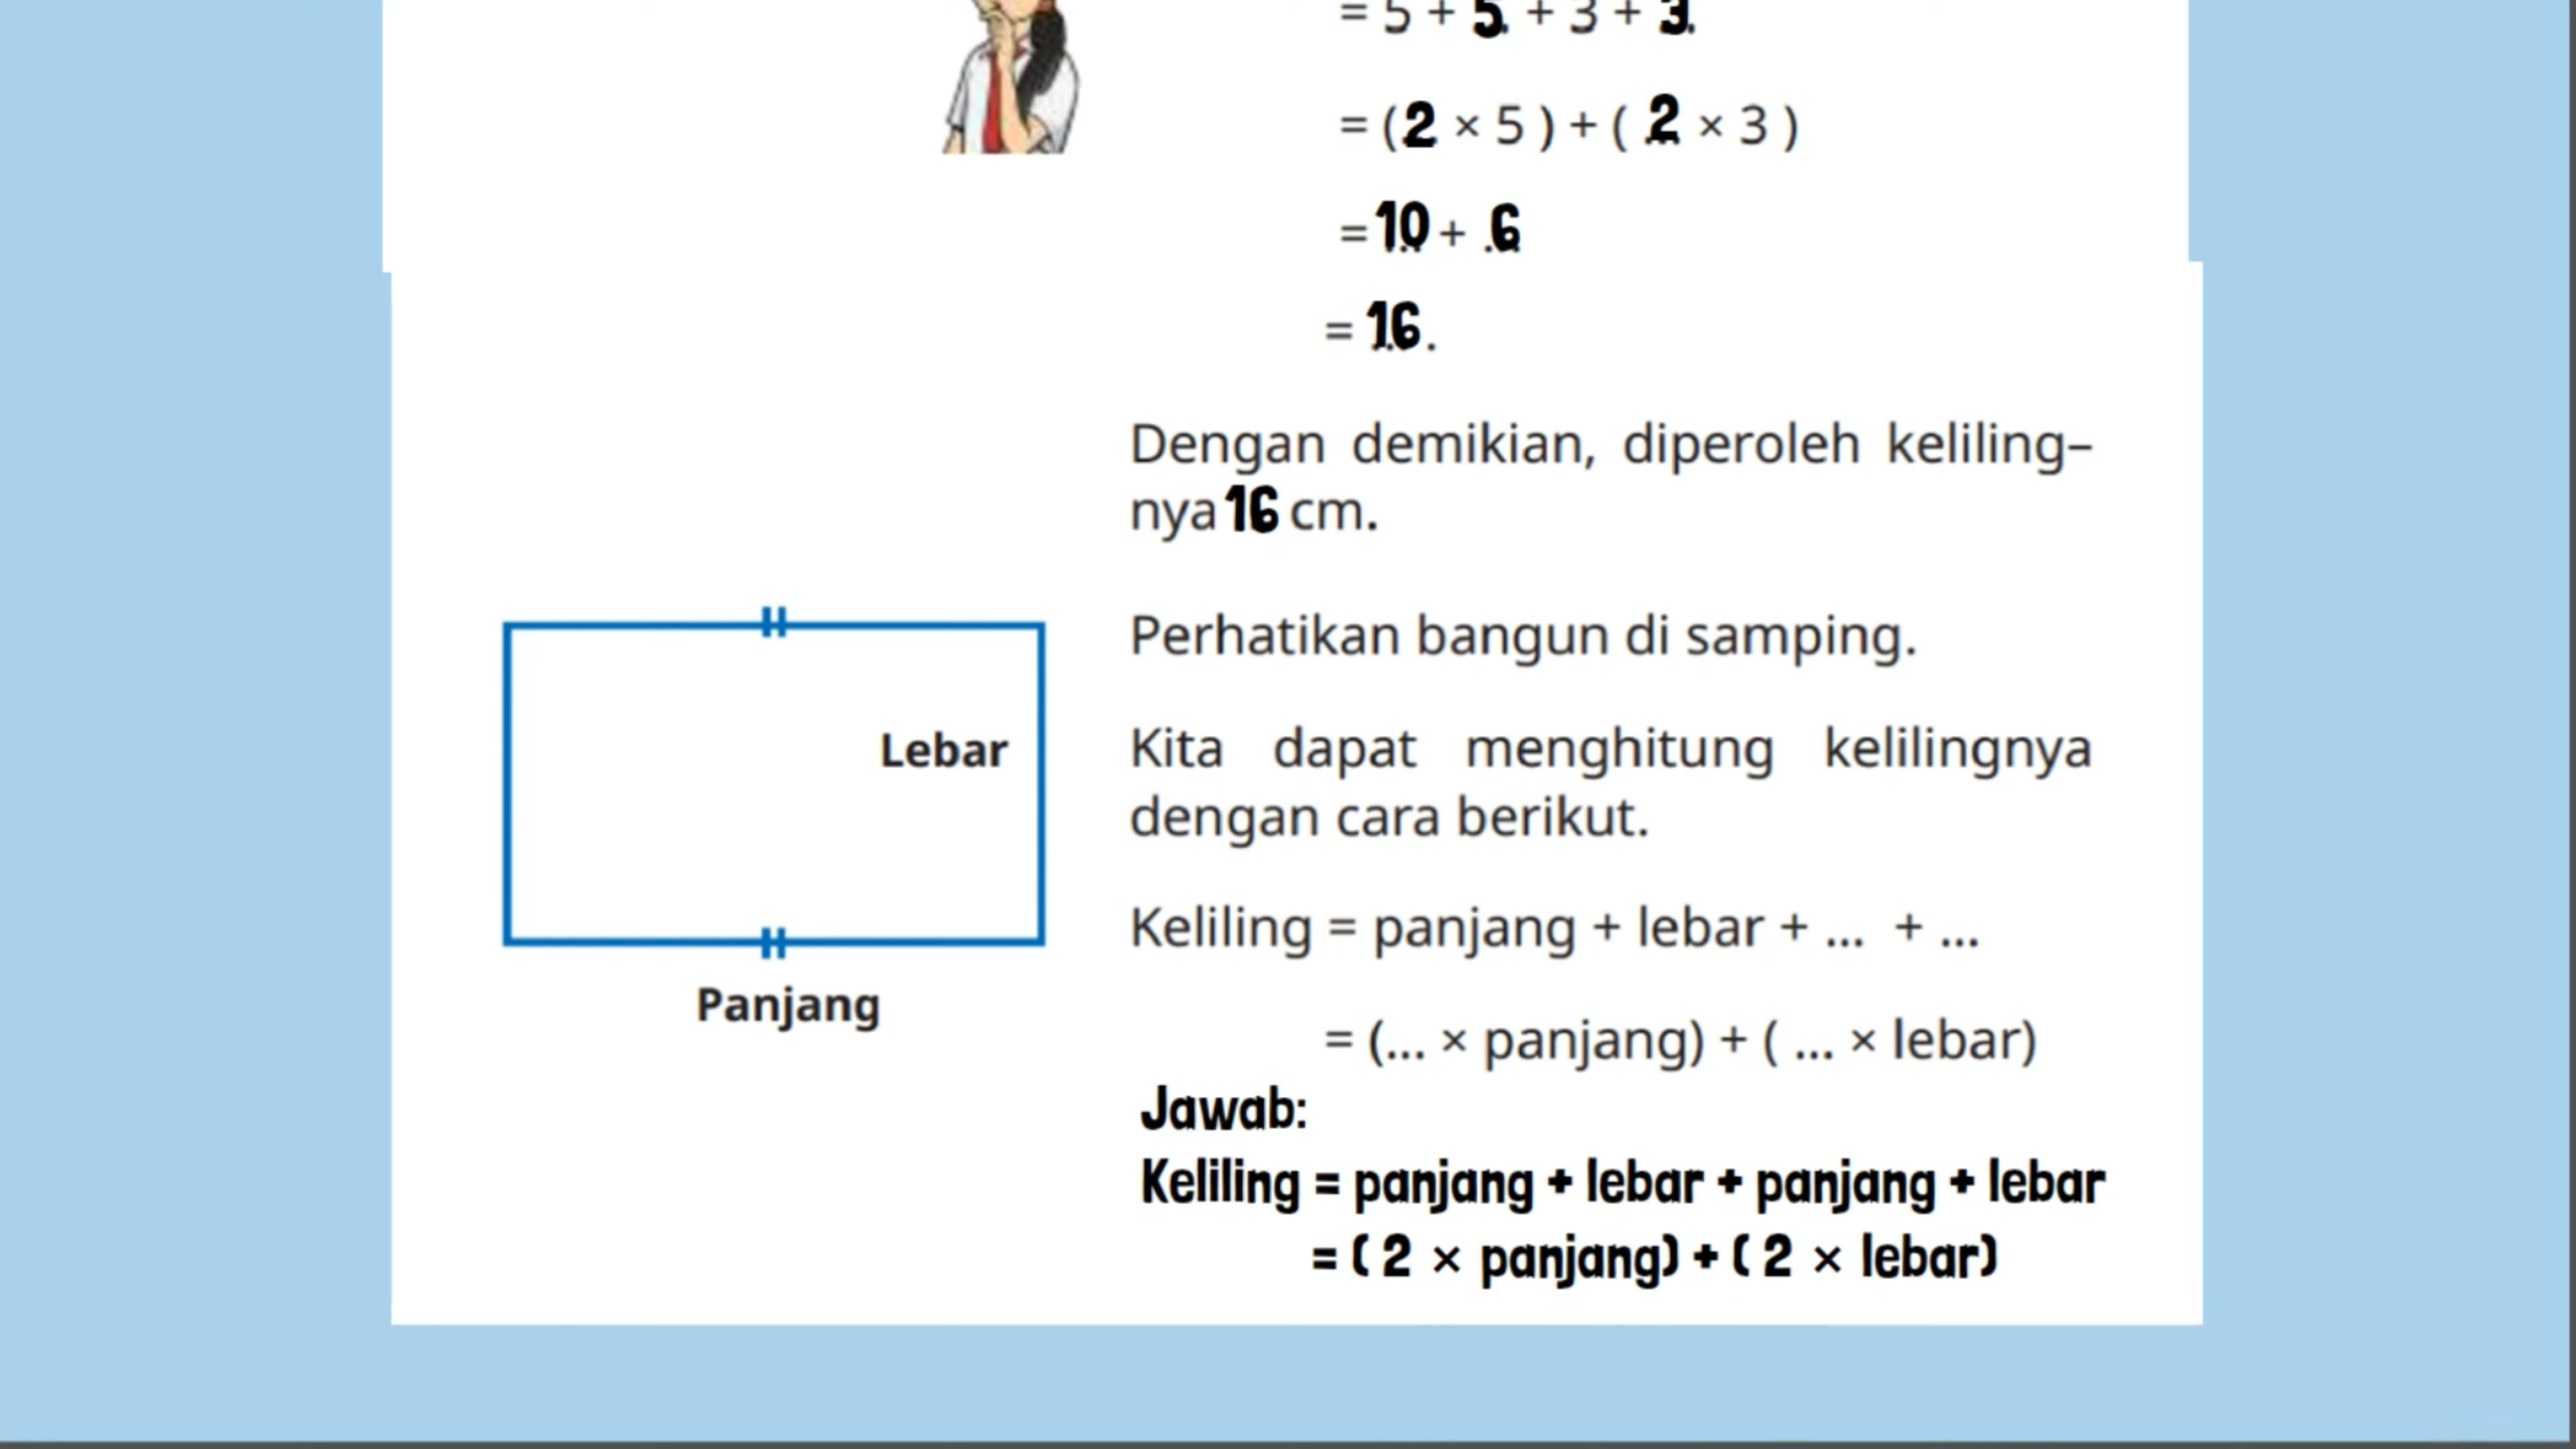 = 5 + 5. + 3 + 3.
= (2 × 5 ) + ( 2 × 3 )
= 10 + 6
= 16.
Dengan demikian, diperoleh keliling–
nya 16 cm.
Perhatikan bangun di samping.
Lebar
Kita dapat menghitung kelilingnya
dengan cara berikut.
Keliling = panjang + lebar + ... + ...
Panjang
= (... × panjang) + ( ... × lebar)
Jawab:
Keliling = panjang + lebar + panjang + lebar
= ( 2 × panjang) + ( 2 × lebar)